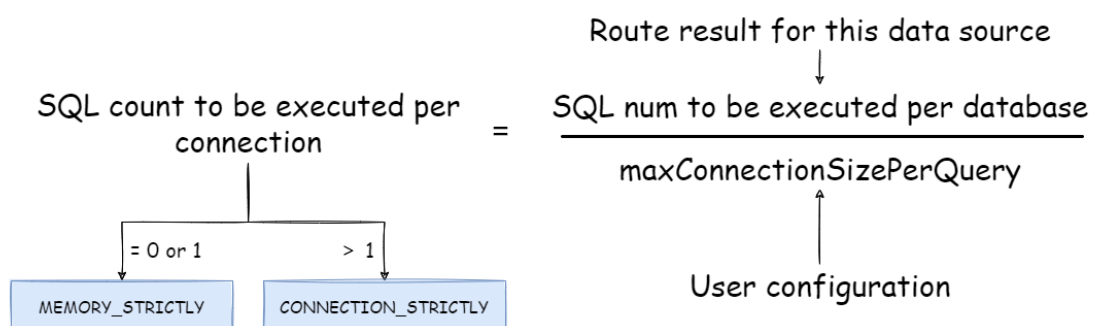 Route result for this data source
SQL count to be executed per
connection
=
SQL num to be executed per database
maxConnectionSizePerQuery
= 0 or 1
> 1
MEMORY_STRICTLY
CONNECTION_STRICTLY
User configuration